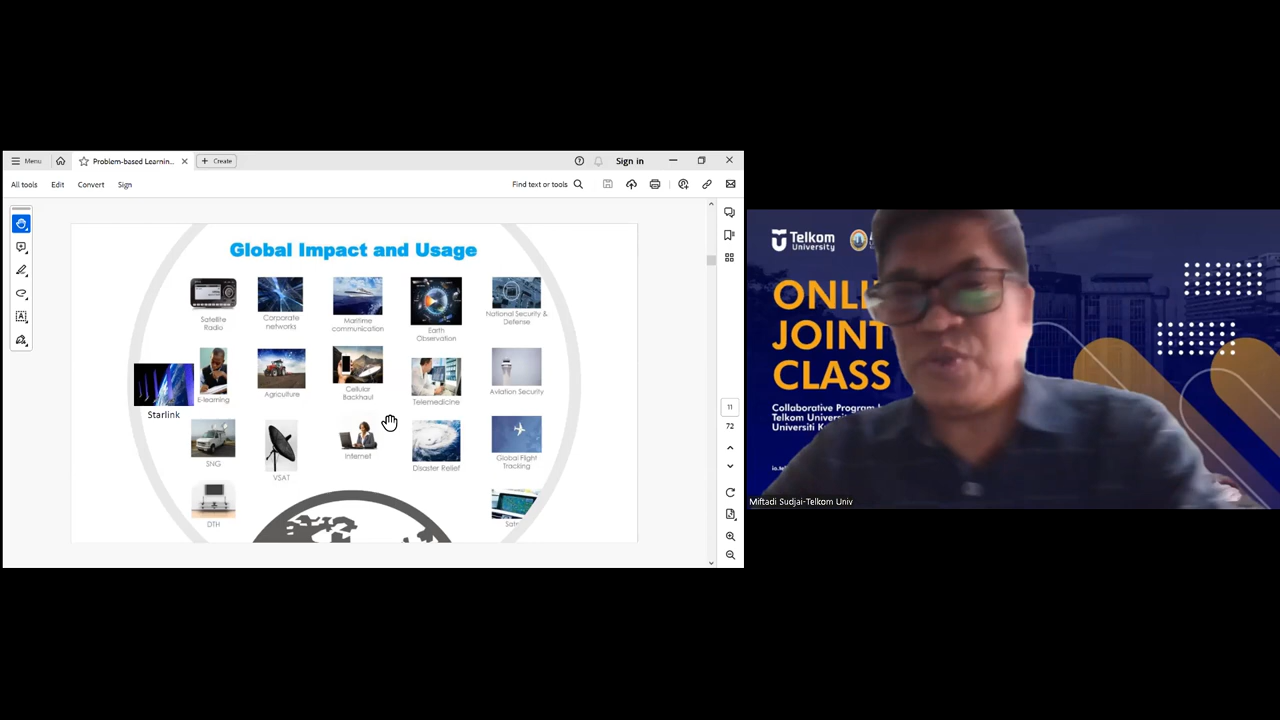 Menu
Problem-based Learnin...
Create
Sign in
All tools
Edit
Convert
Sign
Find text or tools
Global Impact and Usage
Satellite
Radio
Corporate
networks
Maritime
communication
Earth
Observation
National Security &
Defense
Starlink
E-learning
Agriculture
Cellular
Backhaul
Telemedicine
Aviation Security
SNG
VSAT
Internet
Disaster Relief
Global Flight
Tracking
DTH
11
72
Telkom
University
ONLI
JOINT
CLASS
Collaborative Program
Telkom Univers
Universiti K
Miftadi Sudjai-Telkom Univ